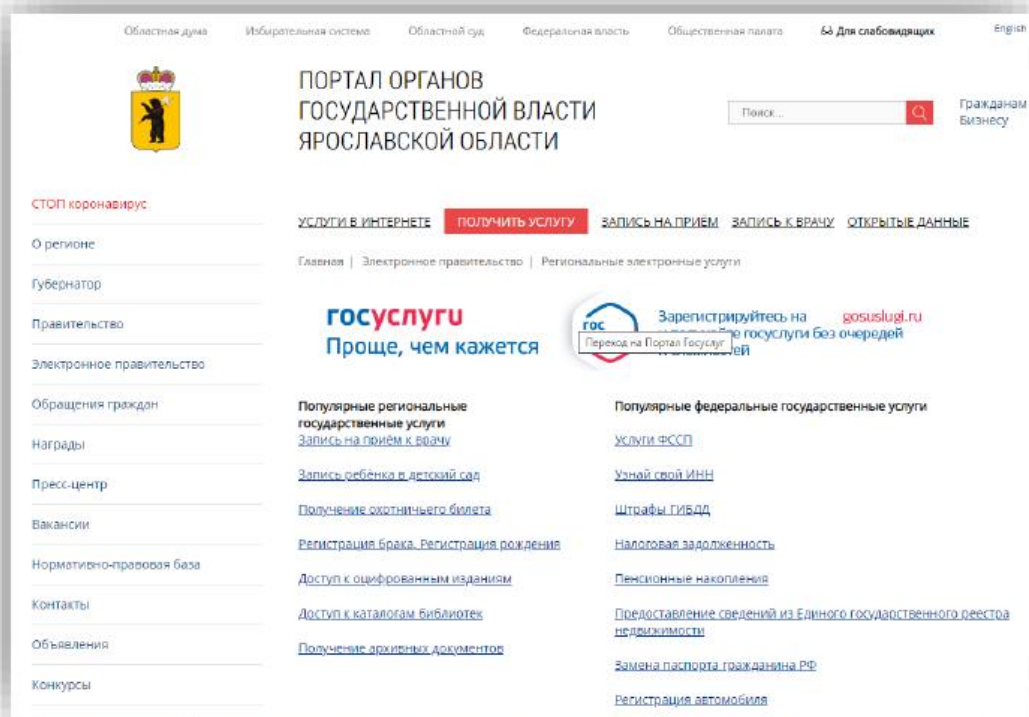 Областная дума Избирательная система Областной суд Федеральная власть Общественная палата Для слабовидящих English
ПОРТАЛ ОРГАНОВ
ГОСУДАРСТВЕННОЙ ВЛАСТИ
ЯРОСЛАВСКОЙ ОБЛАСТИ
Поиск...
Гражданам
Бизнесу
СТОП коронавирус
О регионе
Губернатор
Правительство
Электронное правительство
Обращения граждан
Награды
Пресс-центр
Вакансии
Нормативно-правовая база
Контакты
Объявления
Конкурсы
УСЛУГИ В ИНТЕРНЕТЕ ПОЛУЧИТЬ УСЛУГУ ЗАПИСЬ НА ПРИЁМ ЗАПИСЬ К ВРАЧУ ОТКРЫТЫЕ ДАННЫЕ
Главная | Электронное правительство | Региональные электронные услуги
госуслуги
Проще, чем кажется
гос
Переход на Портал Госуслуг
Зарегистрируйтесь на gosuslugi.ru
госуслуги без очередей
Популярные региональные
государственные услуги
Запись на приём к врачу
Запись ребёнка в детский сад
Получение охотничьего билета
Регистрация брака. Регистрация рождения
Доступ к оцифрованным изданиям
Доступ к каталогам библиотек
Получение архивных документов
Популярные федеральные государственные услуги
Услуги ФССП
Узнай свой ИНН
Штрафы ГИБДД
Налоговая задолженность
Пенсионные накопления
Предоставление сведений из Единого государственного реестра
недвижимости
Замена паспорта гражданина РФ
Регистрация автомобиля